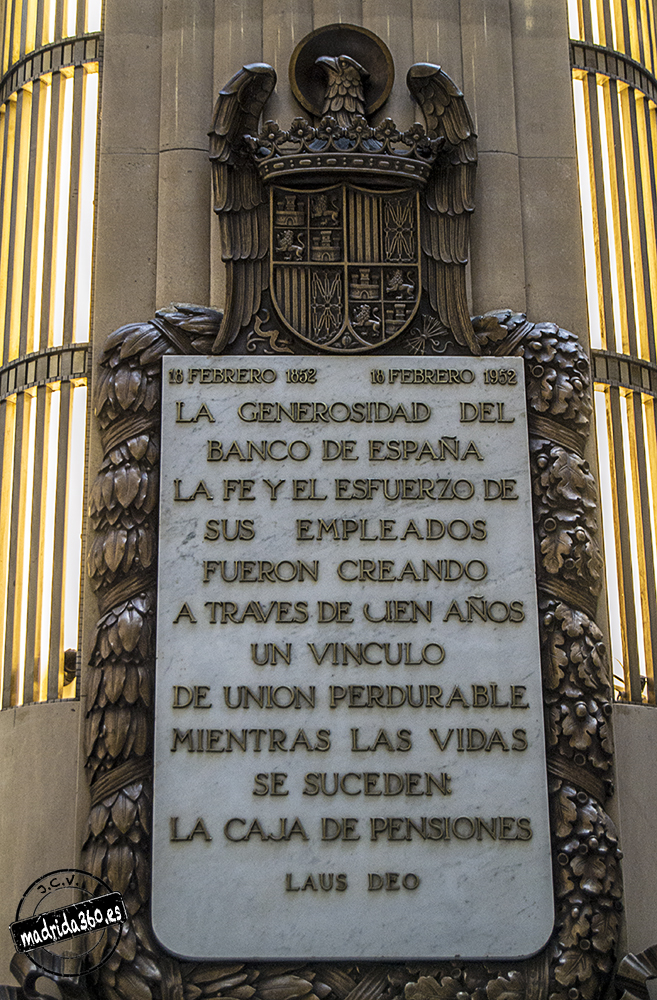 18 FEBRERO 1852 18 FEBRERO 1952
LA GENEROSIDAD DEL
BANCO DE ESPAÑA
LA FE Y EL ESFUERZO DE
SUS EMPLEADOS
FUERON CREANDO
A TRAVES DE CIEN AÑOS
UN VINCULO
DE UNION PERDURABLE
MIENTRAS LAS VIDAS
SE SUCEDEN:
LA CAJA DE PENSIONES
LAUS DEO
J.C.V.
madrida360.es